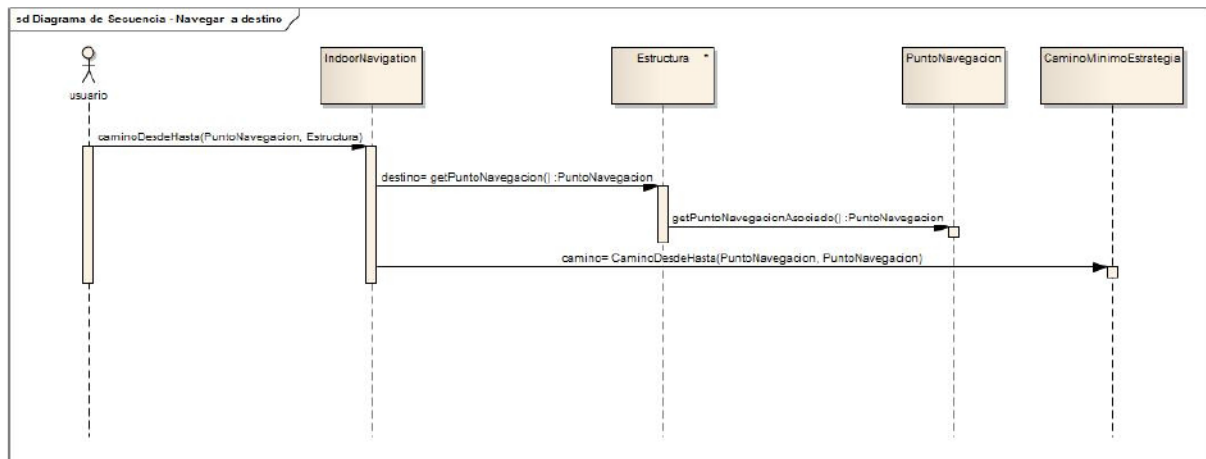 sd Diagrama de Secuencia - Navegar a destino
usuario
IndoorNavigation
Estructura *
PuntoNavegacion
CaminoMinimoEstrategia
caminoDesdeHasta(PuntoNavegacion, Estructura)
destino= getPuntoNavegacion() :PuntoNavegacion
getPuntoNavegacionAsociado() :PuntoNavegacion
camino= CaminoDesdeHasta(PuntoNavegacion, PuntoNavegacion)